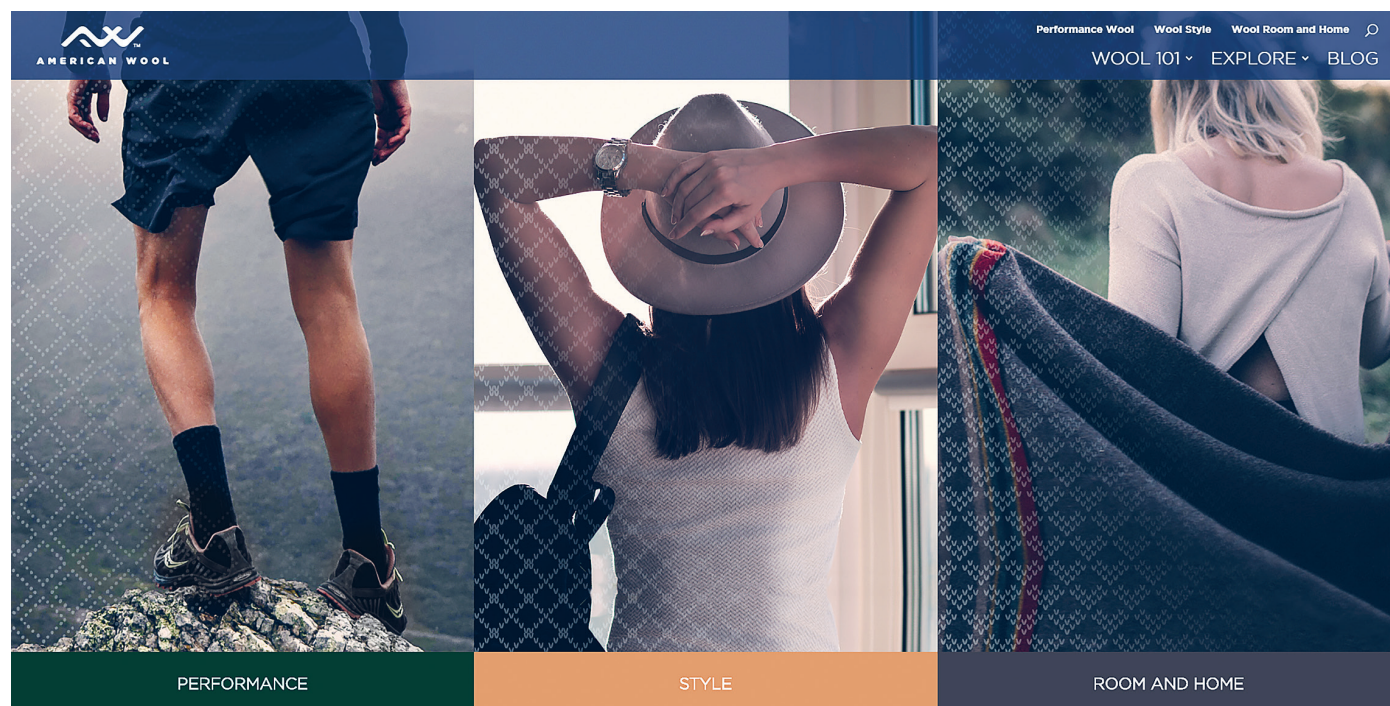 AMERICAN WOOL
TM
Performance Wool Wool Style Wool Room and Home
WOOL 101 EXPLORE BLOG
PERFORMANCE
STYLE
ROOM AND HOME